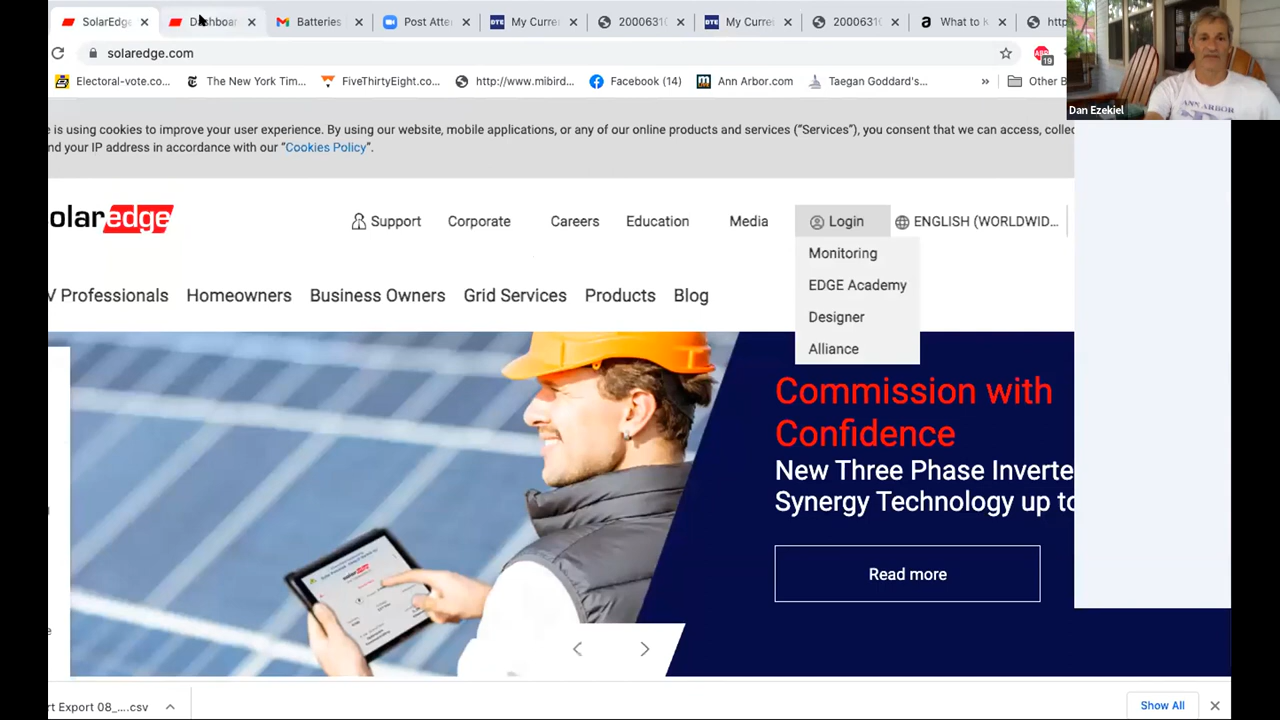 SolarEdge
Dashboar
Batteries
Post Atte
My Curre
2000631
My Curre
2000631
What to K
http
solaredge.com
19
Electoral-vote.co...
The New York Tim...
FiveThirtyEight.co...
http://www.mibird...
Facebook (14)
Ann Arbor.com
Taegan Goddard's...
»
Other B
Dan Ezekiel
ANN ARBOR
e is using cookies to improve your user experience. By using our website, mobile applications, or any of our online products and services (“Services”), you consent that we can access, collec
nd your IP address in accordance with our “Cookies Policy”.
olaredge
Support
Corporate
Careers
Education
Media
Login
ENGLISH (WORLDWID...
Monitoring
EDGE Academy
Designer
Alliance
V Professionals
Homeowners
Business Owners
Grid Services
Products
Blog
Commission with
Confidence
New Three Phase Inverte
Synergy Technology up to
Read more
rt Export 08_....csv
Show All